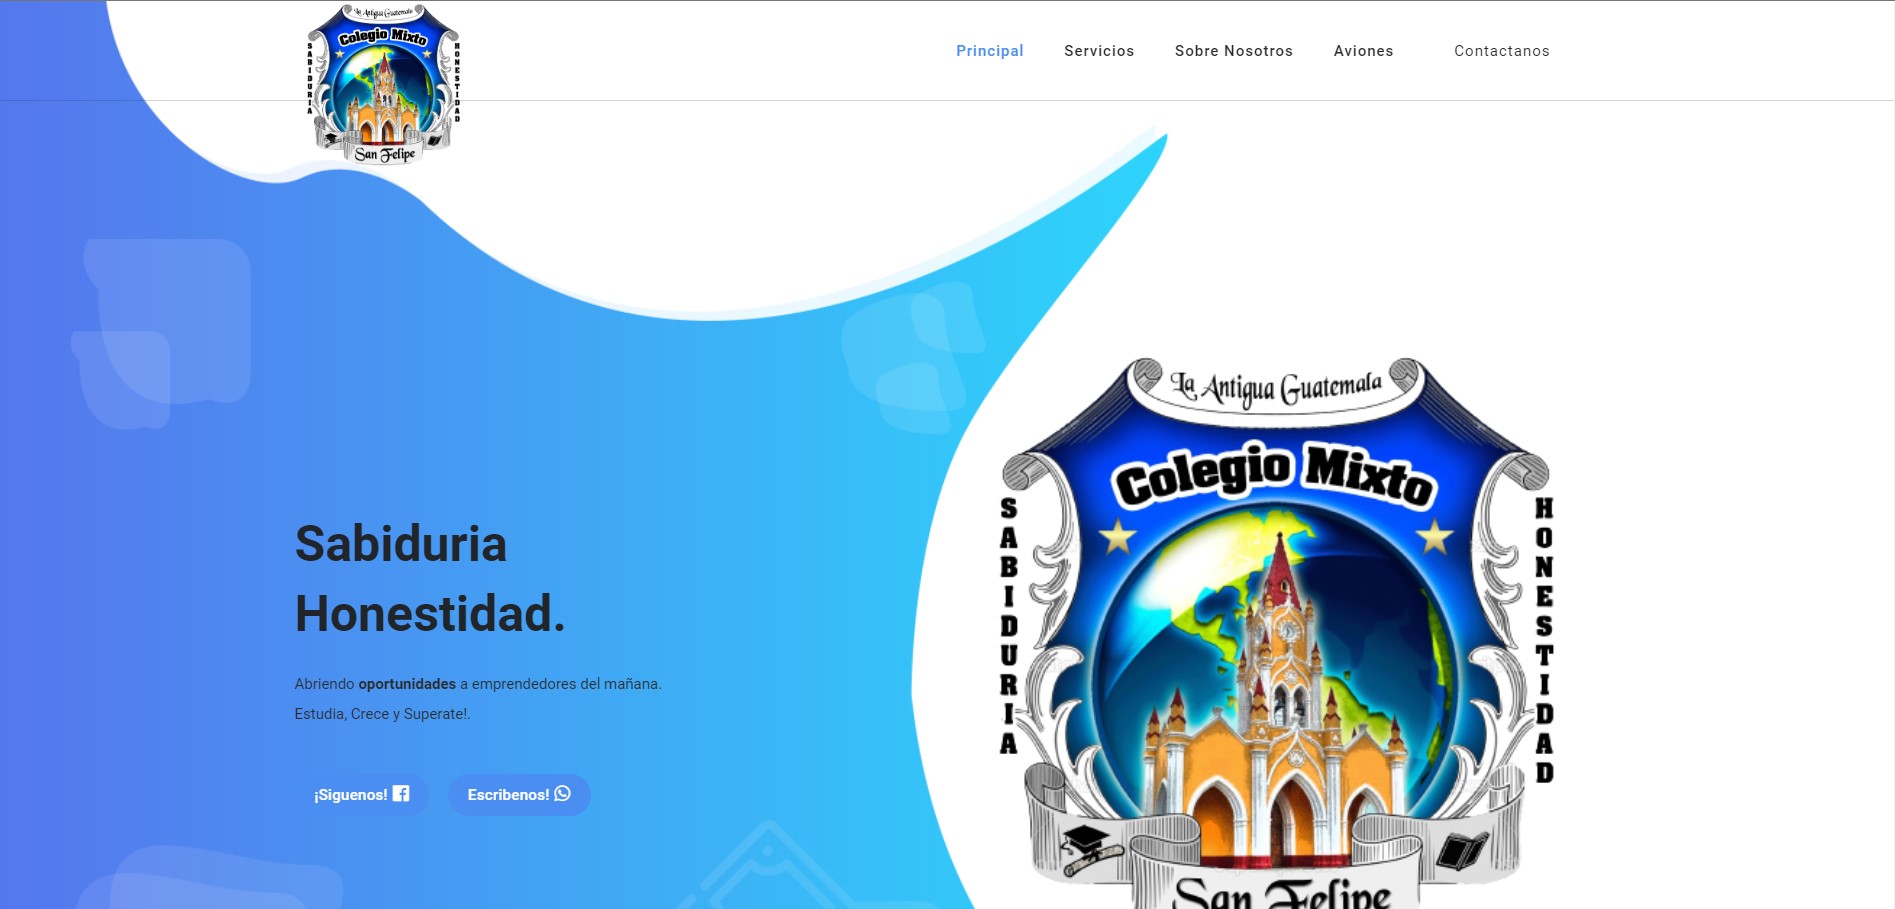 La Antigua Guatemala
Colegio Mixto
SABIDURIA
HONESTIDAD
San Felipe
Principal
Servicios
Sobre Nosotros
Aviones
Contactanos
Sabiduria
Honestidad.
Abriendo oportunidades a emprendedores del mañana.
Estudia, Crece y Superate!.
¡Siguenos!
Escribenos!
La Antigua Guatemala
Colegio Mixto
SABIDURIA
HONESTIDAD
San Felipe